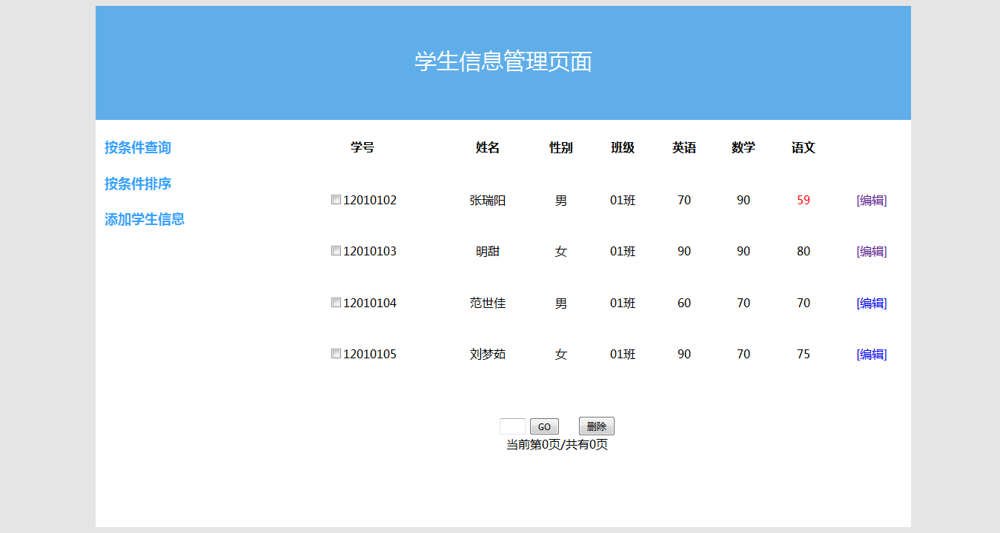 学生信息管理页面
按条件查询
按条件排序
添加学生信息
学号 姓名 性别 班级 英语 数学 语文
12010102 张瑞阳 男 01班 70 90 59 [编辑]
12010103 明甜 女 01班 90 90 80 [编辑]
12010104 范世佳 男 01班 60 70 70 [编辑]
12010105 刘梦茹 女 01班 90 70 75 [编辑]
GO 删除
当前第0页/共有0页